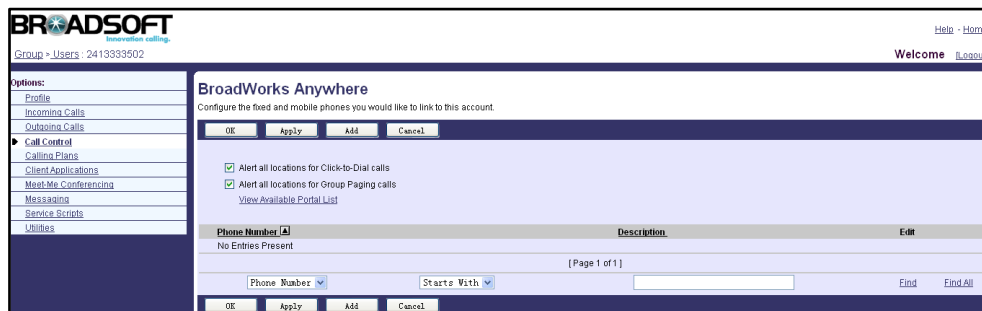 BROADSOFT
Innovation calling.
Help - Hom
Group > Users : 2413333502
Welcome [Logou
Options:
Profile
Incoming Calls
Outgoing Calls
Call Control
Calling Plans
Client Applications
Meet-Me Conferencing
Messaging
Service Scripts
Utilities
BroadWorks Anywhere
Configure the fixed and mobile phones you would like to link to this account.
OK Apply Add Cancel
Alert all locations for Click-to-Dial calls
Alert all locations for Group Paging calls
View Available Portal List
Phone Number Description Edit
No Entries Present
[ Page 1 of 1 ]
Phone Number Starts With Find Find All
OK Apply Add Cancel